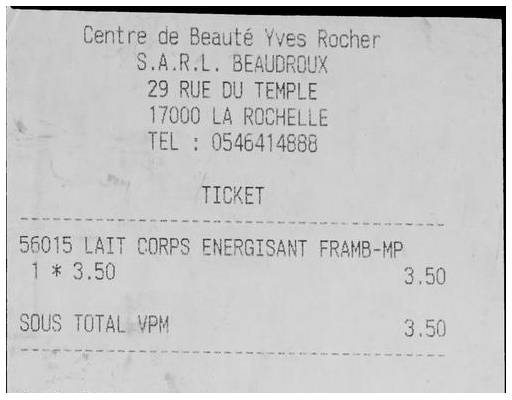 Centre de Beauté Yves Rocher
S.A.R.L. BEAUDROUX
29 RUE DU TEMPLE
17000 LA ROCHELLE
TEL : 0546414888
TICKET
56015 LAIT CORPS ENERGISANT FRAMB-MP
1 * 3.50 3.50
SOUS TOTAL VPM 3.50